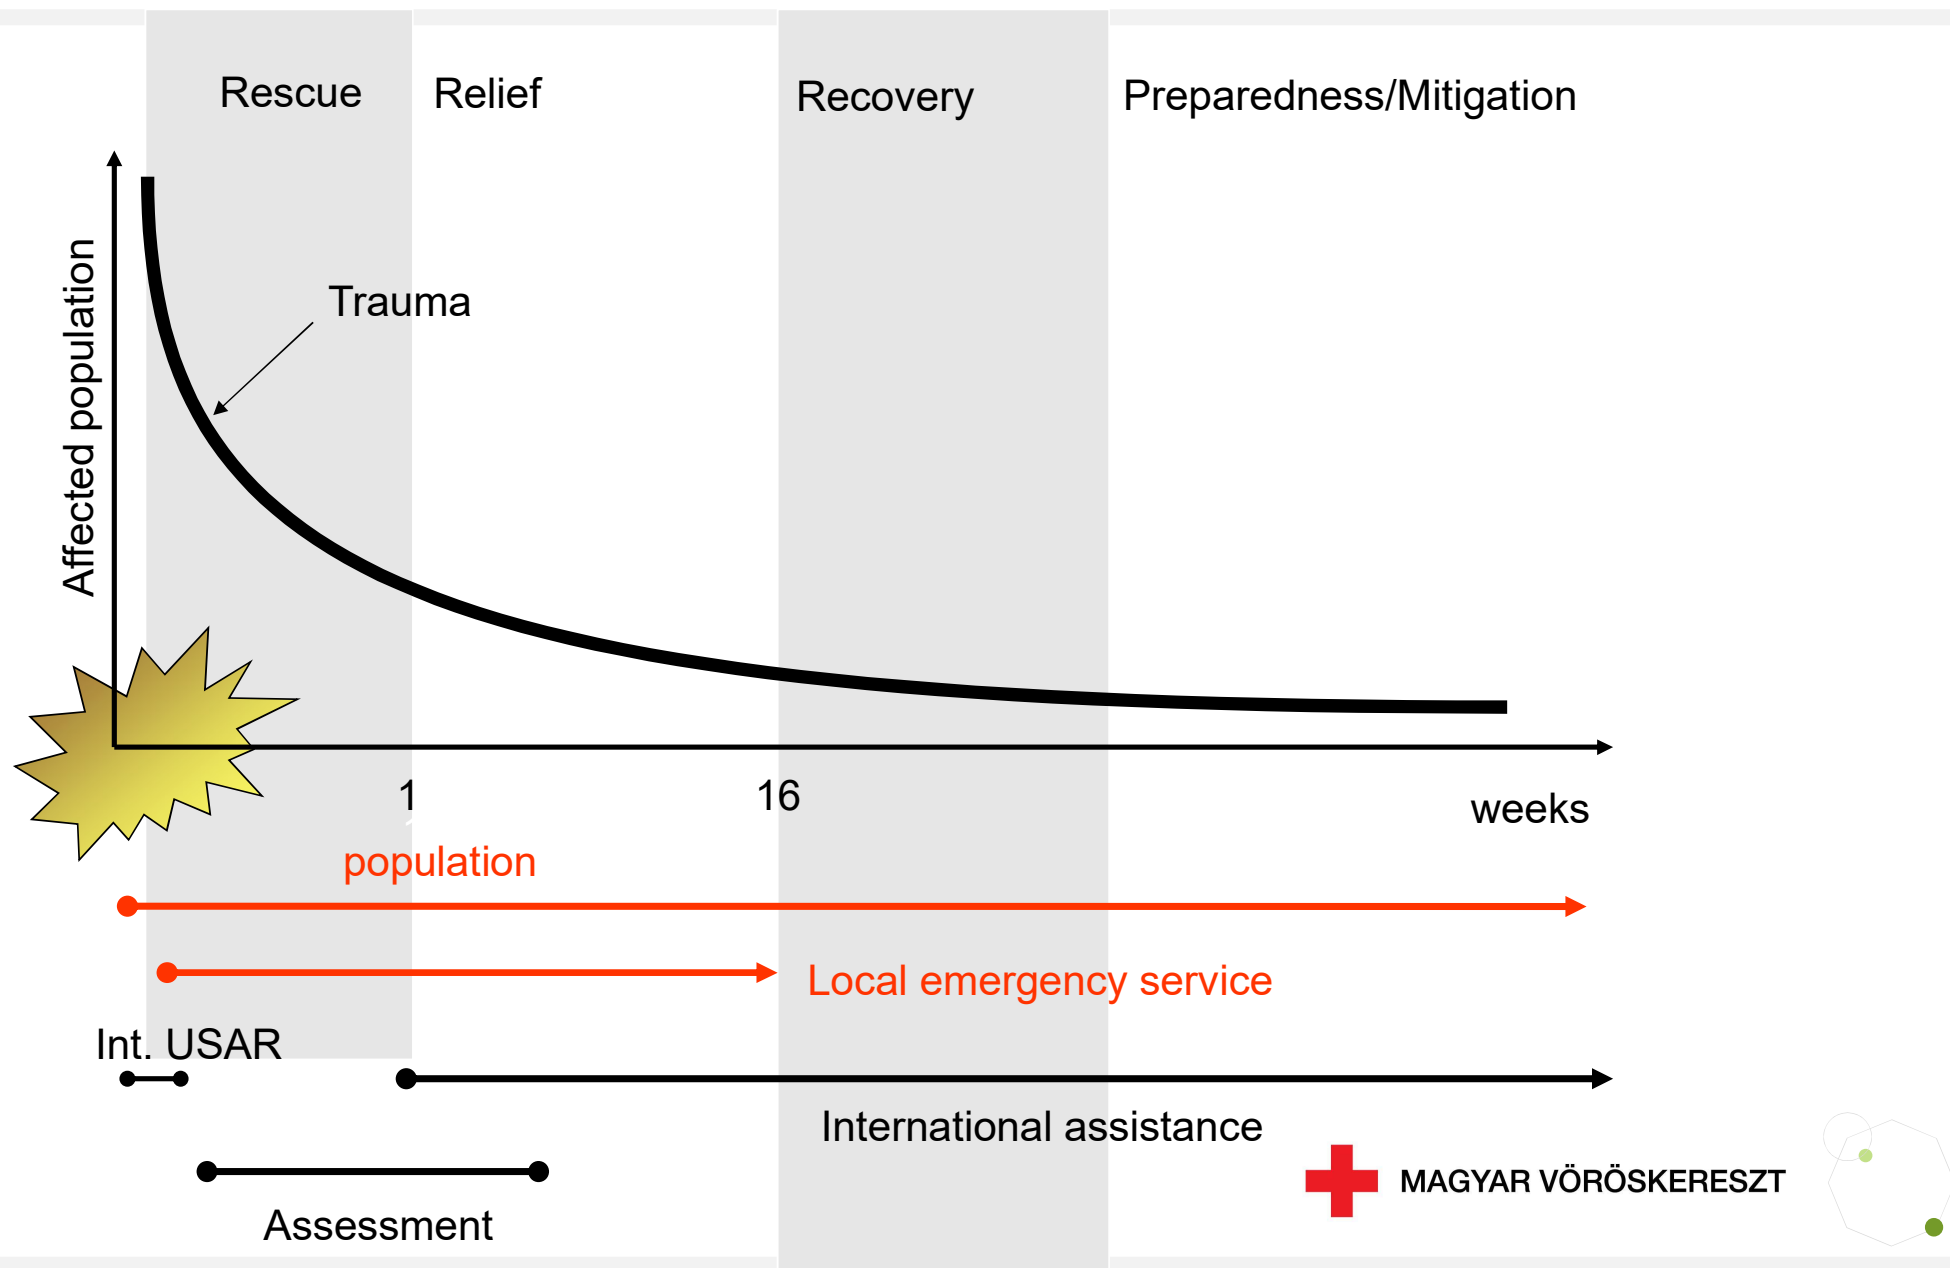 Rescue
Relief
Recovery
Preparedness/Mitigation
Affected population
Trauma
1
16
weeks
population
Local emergency service
Int. USAR
International assistance
Assessment
MAGYAR VÖRÖSKERESZT